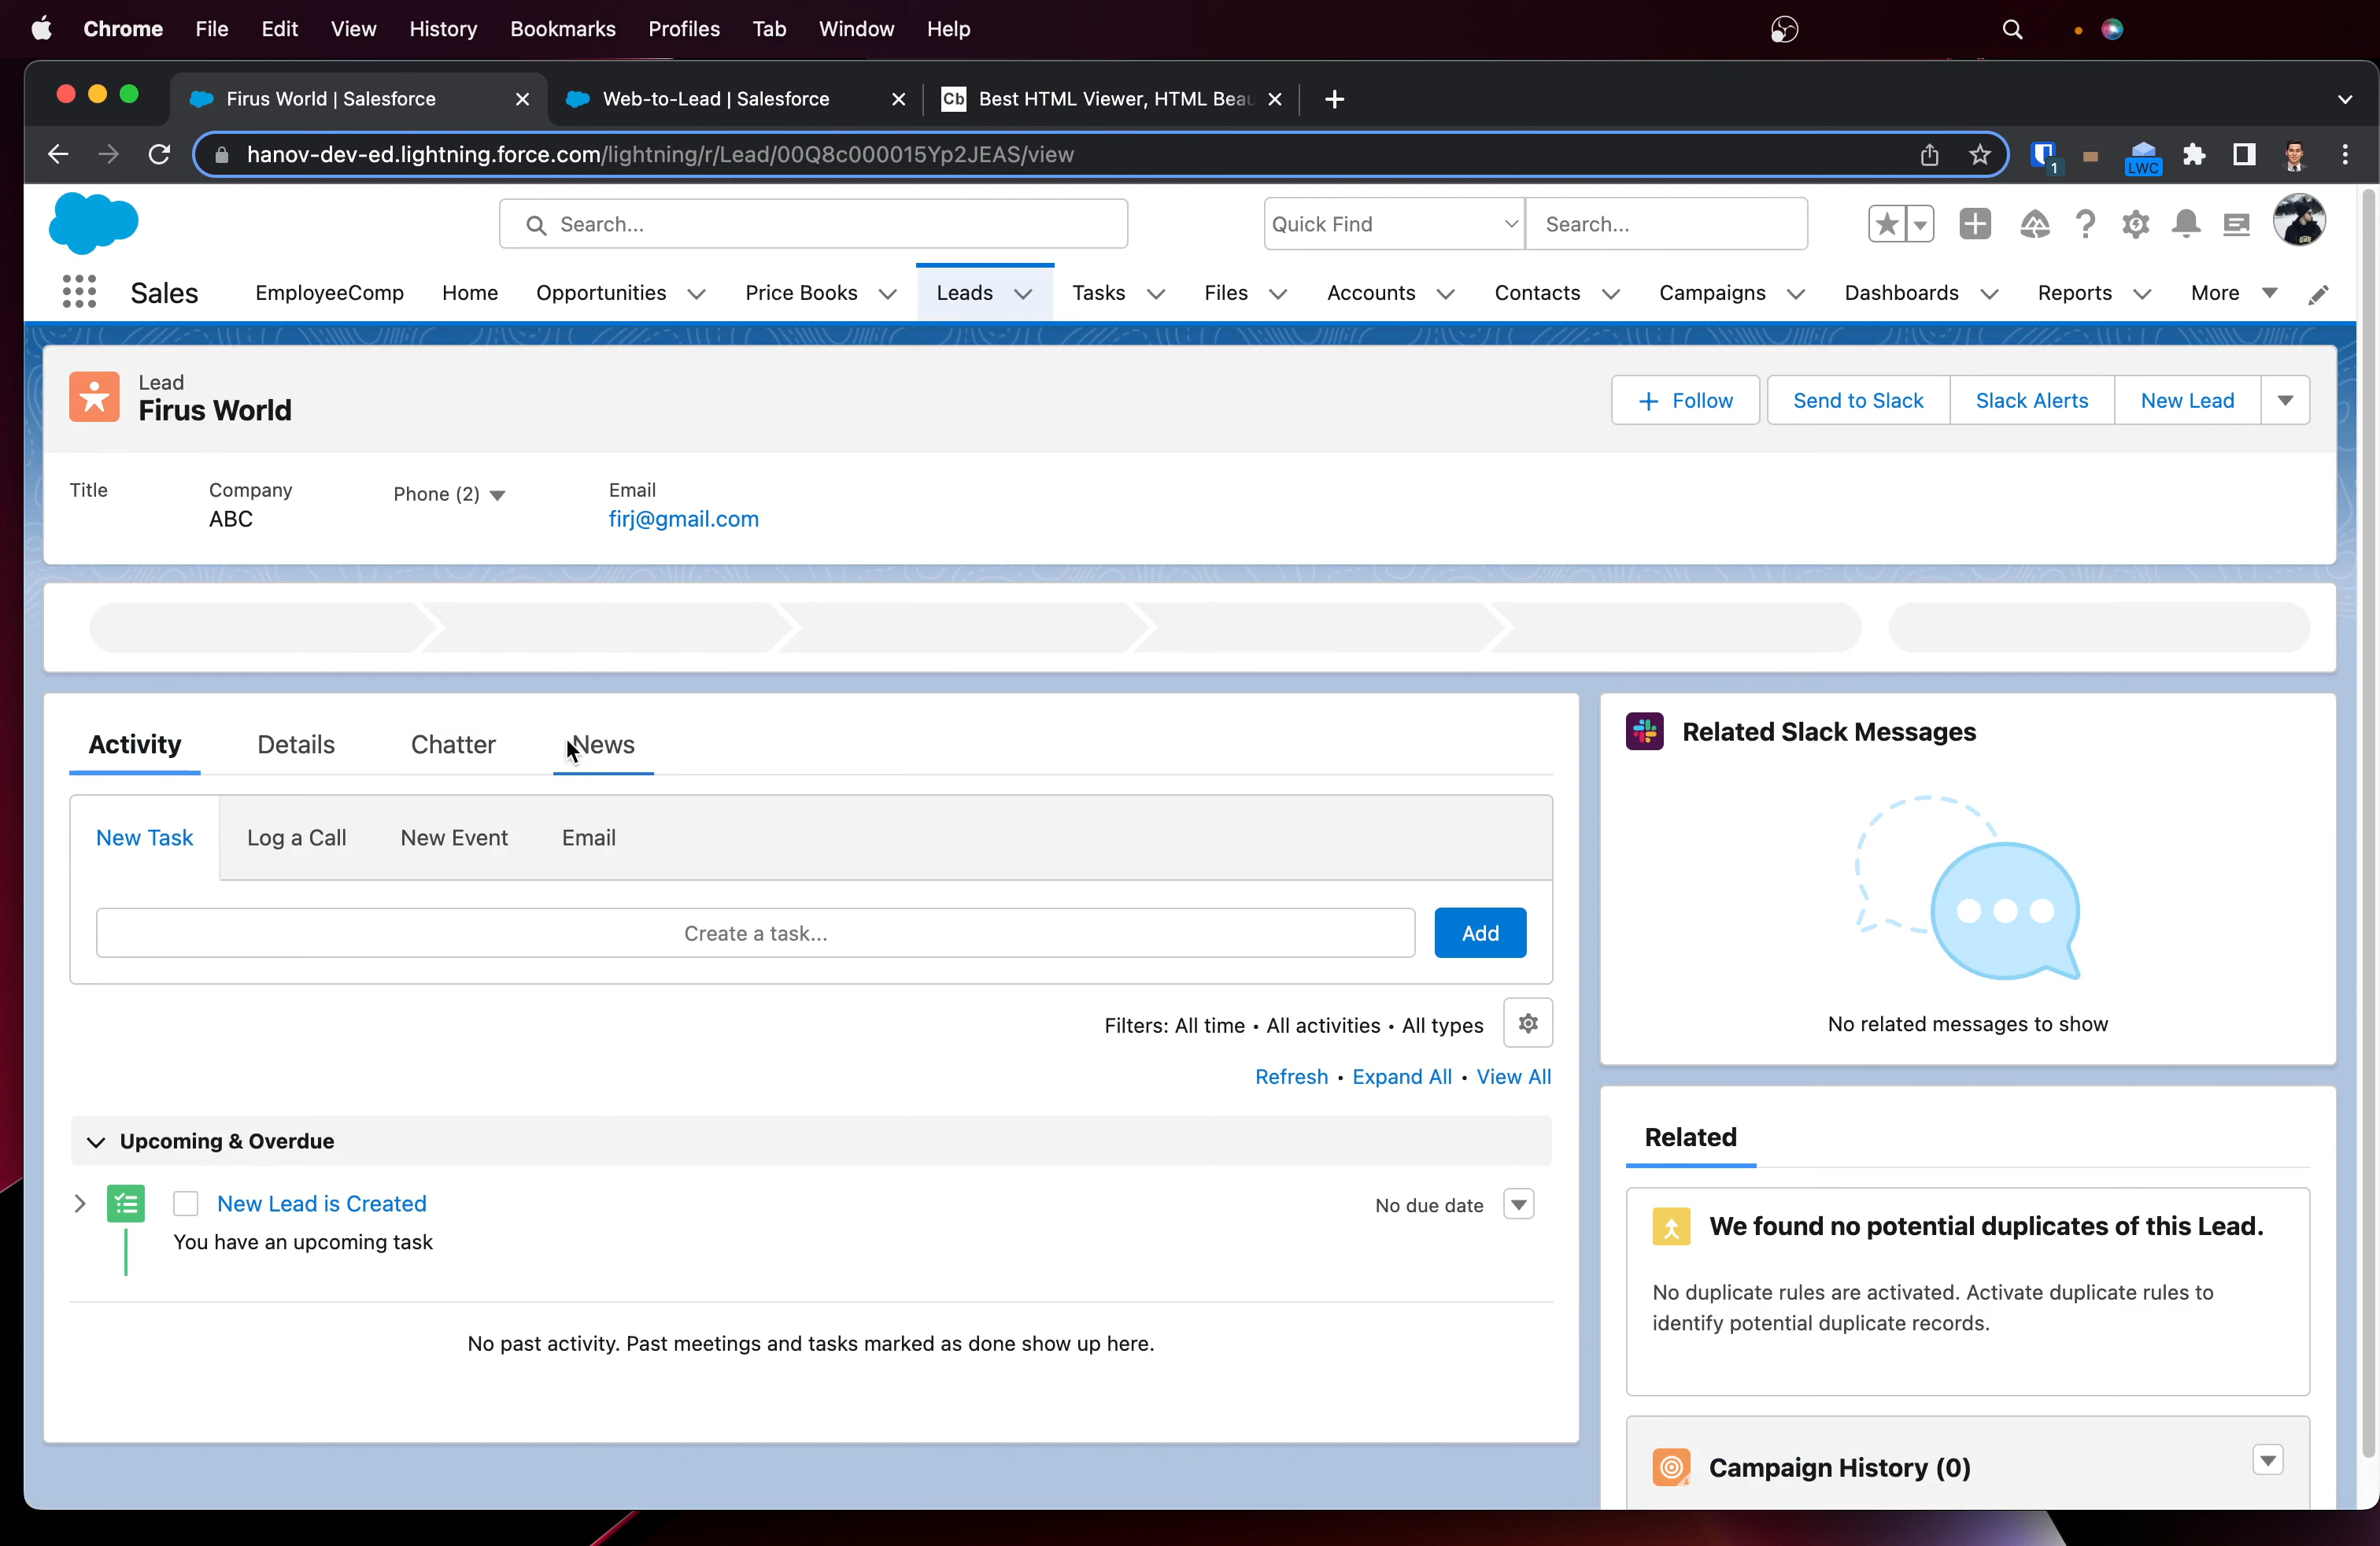 Chrome File Edit View History Bookmarks Profiles Tab Window Help
Firus World | Salesforce
Web-to-Lead | Salesforce
Cb Best HTML Viewer, HTML Beau
hanov-dev-ed.lightning.force.com/lightning/r/Lead/00Q8c000015Yp2JEAS/view
1
LWC
Search...
Quick Find
Search...
Sales EmployeeComp Home Opportunities Price Books Leads Tasks Files Accounts Contacts Campaigns Dashboards Reports More
Lead
Firus World
Follow Send to Slack Slack Alerts New Lead
Title Company Phone (2) Email
ABC firj@gmail.com
Activity Details Chatter News
New Task Log a Call New Event Email
Create a task...
Add
Filters: All time • All activities • All types
Refresh • Expand All • View All
Upcoming & Overdue
New Lead is Created
No due date
You have an upcoming task
No past activity. Past meetings and tasks marked as done show up here.
Related Slack Messages
No related messages to show
Related
We found no potential duplicates of this Lead.
No duplicate rules are activated. Activate duplicate rules to
identify potential duplicate records.
Campaign History (0)